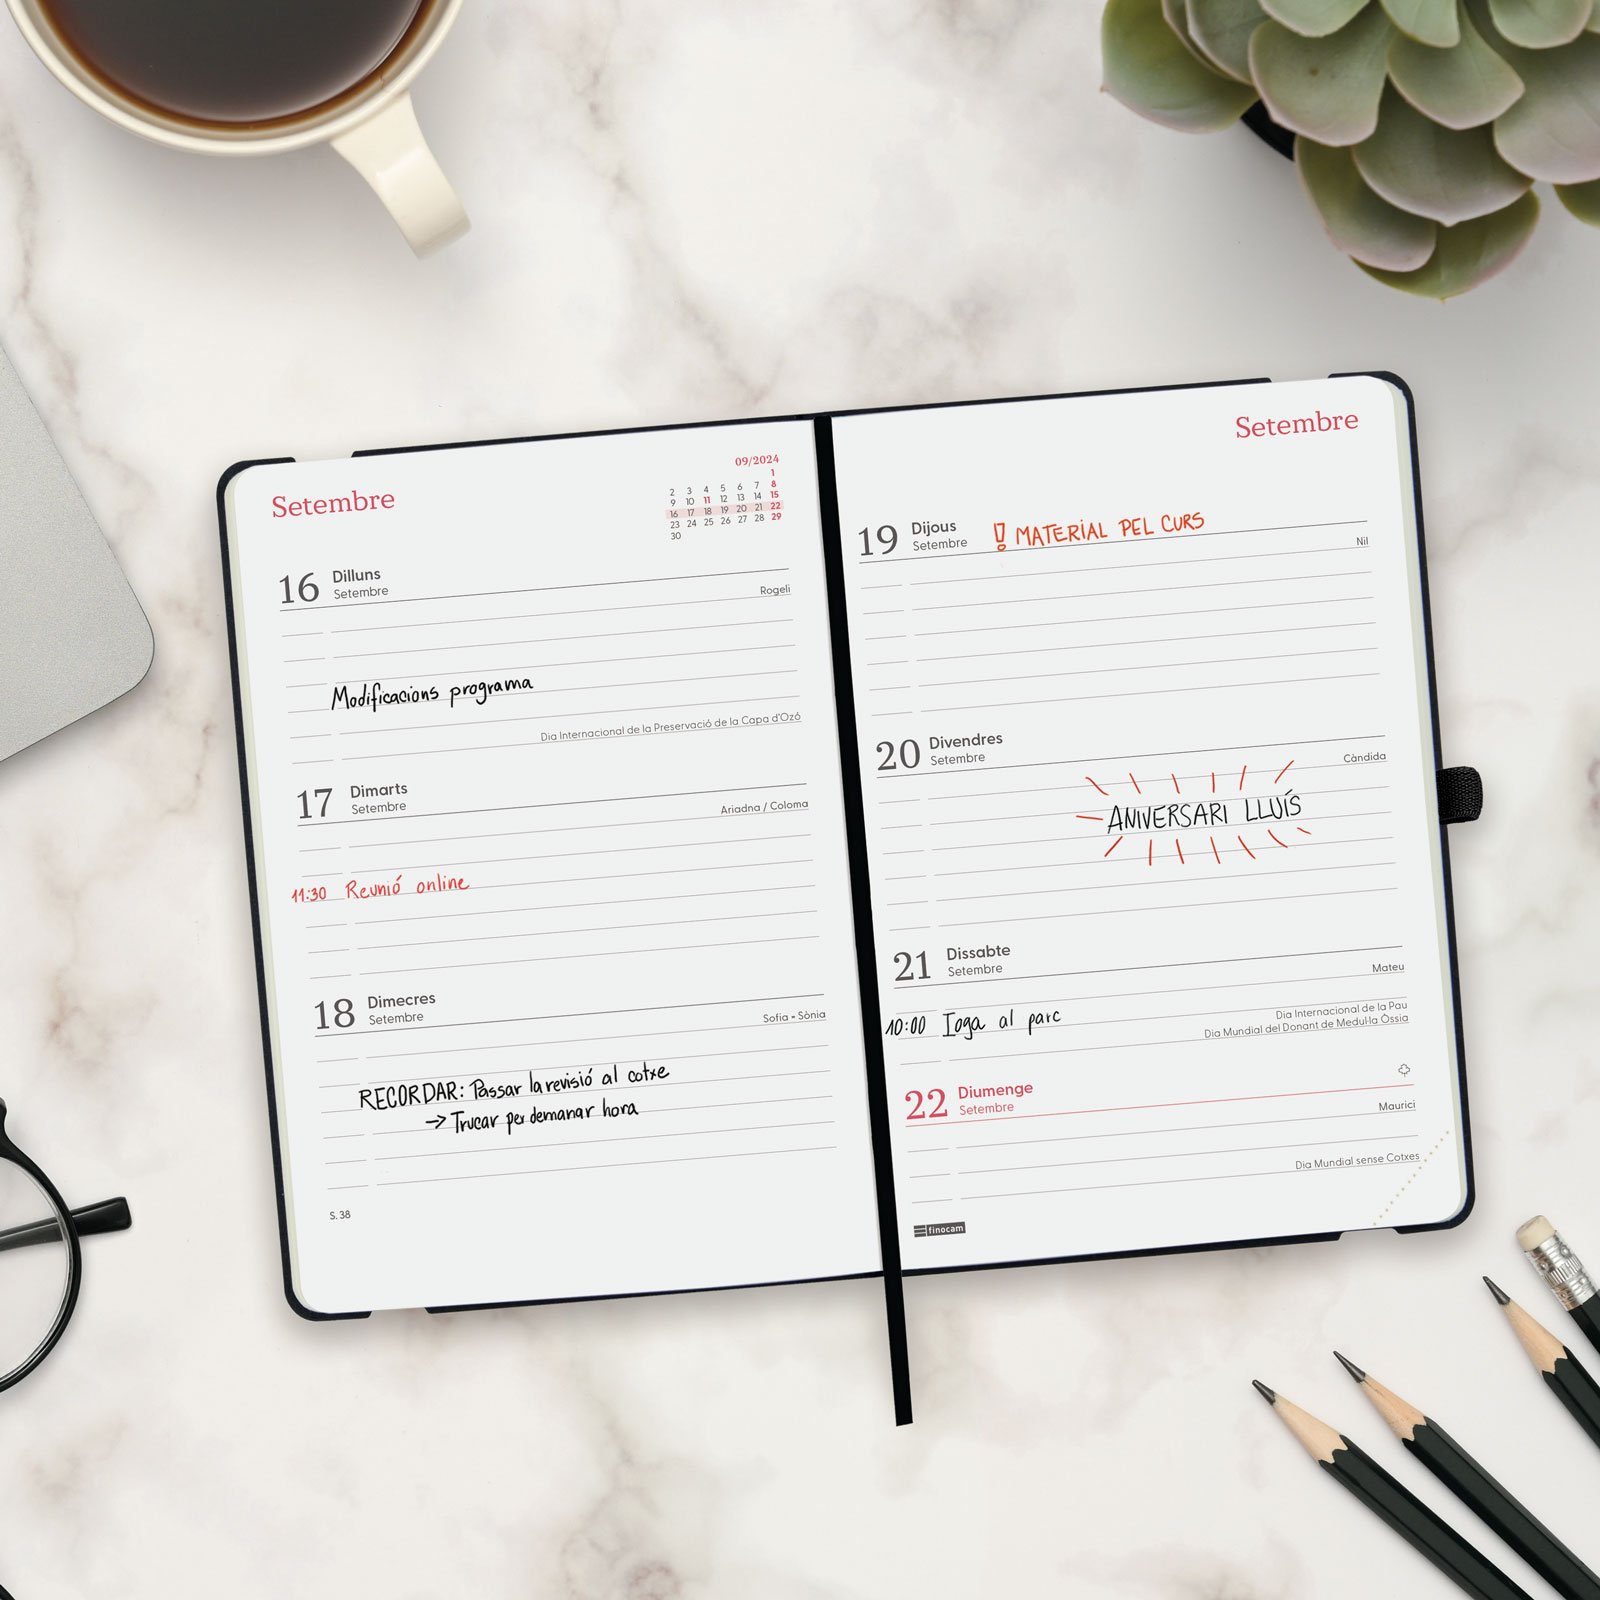 Setembre
09/2024
1
2 3 4 5 6 7 8
9 10 11 12 13 14 15
16 17 18 19 20 21 22
23 24 25 26 27 28 29
30
16 Dilluns
Setembre
Rogeli
Modificacions programa
Dia Internacional de la Preservació de la Capa d'Ozó
17 Dimarts
Setembre
Ariadna / Coloma
11:30 Reunió online
18 Dimecres
Setembre
Sofia - Sònia
RECORDAR: Passar la revisió al cotxe
→ Trucar per demanar hora
S. 38
Setembre
19 Dijous
Setembre
! MATERIAL PEL CURS
Nil
20 Divendres
Setembre
Càndida
ANIVERSARI LLUÍS
21 Dissabte
Setembre
Mateu
10:00 Ioga al parc
Dia Internacional de la Pau
Dia Mundial del Donant de Medul·la Òssia
22 Diumenge
Setembre
Maurici
Dia Mundial sense Cotxes
finocam